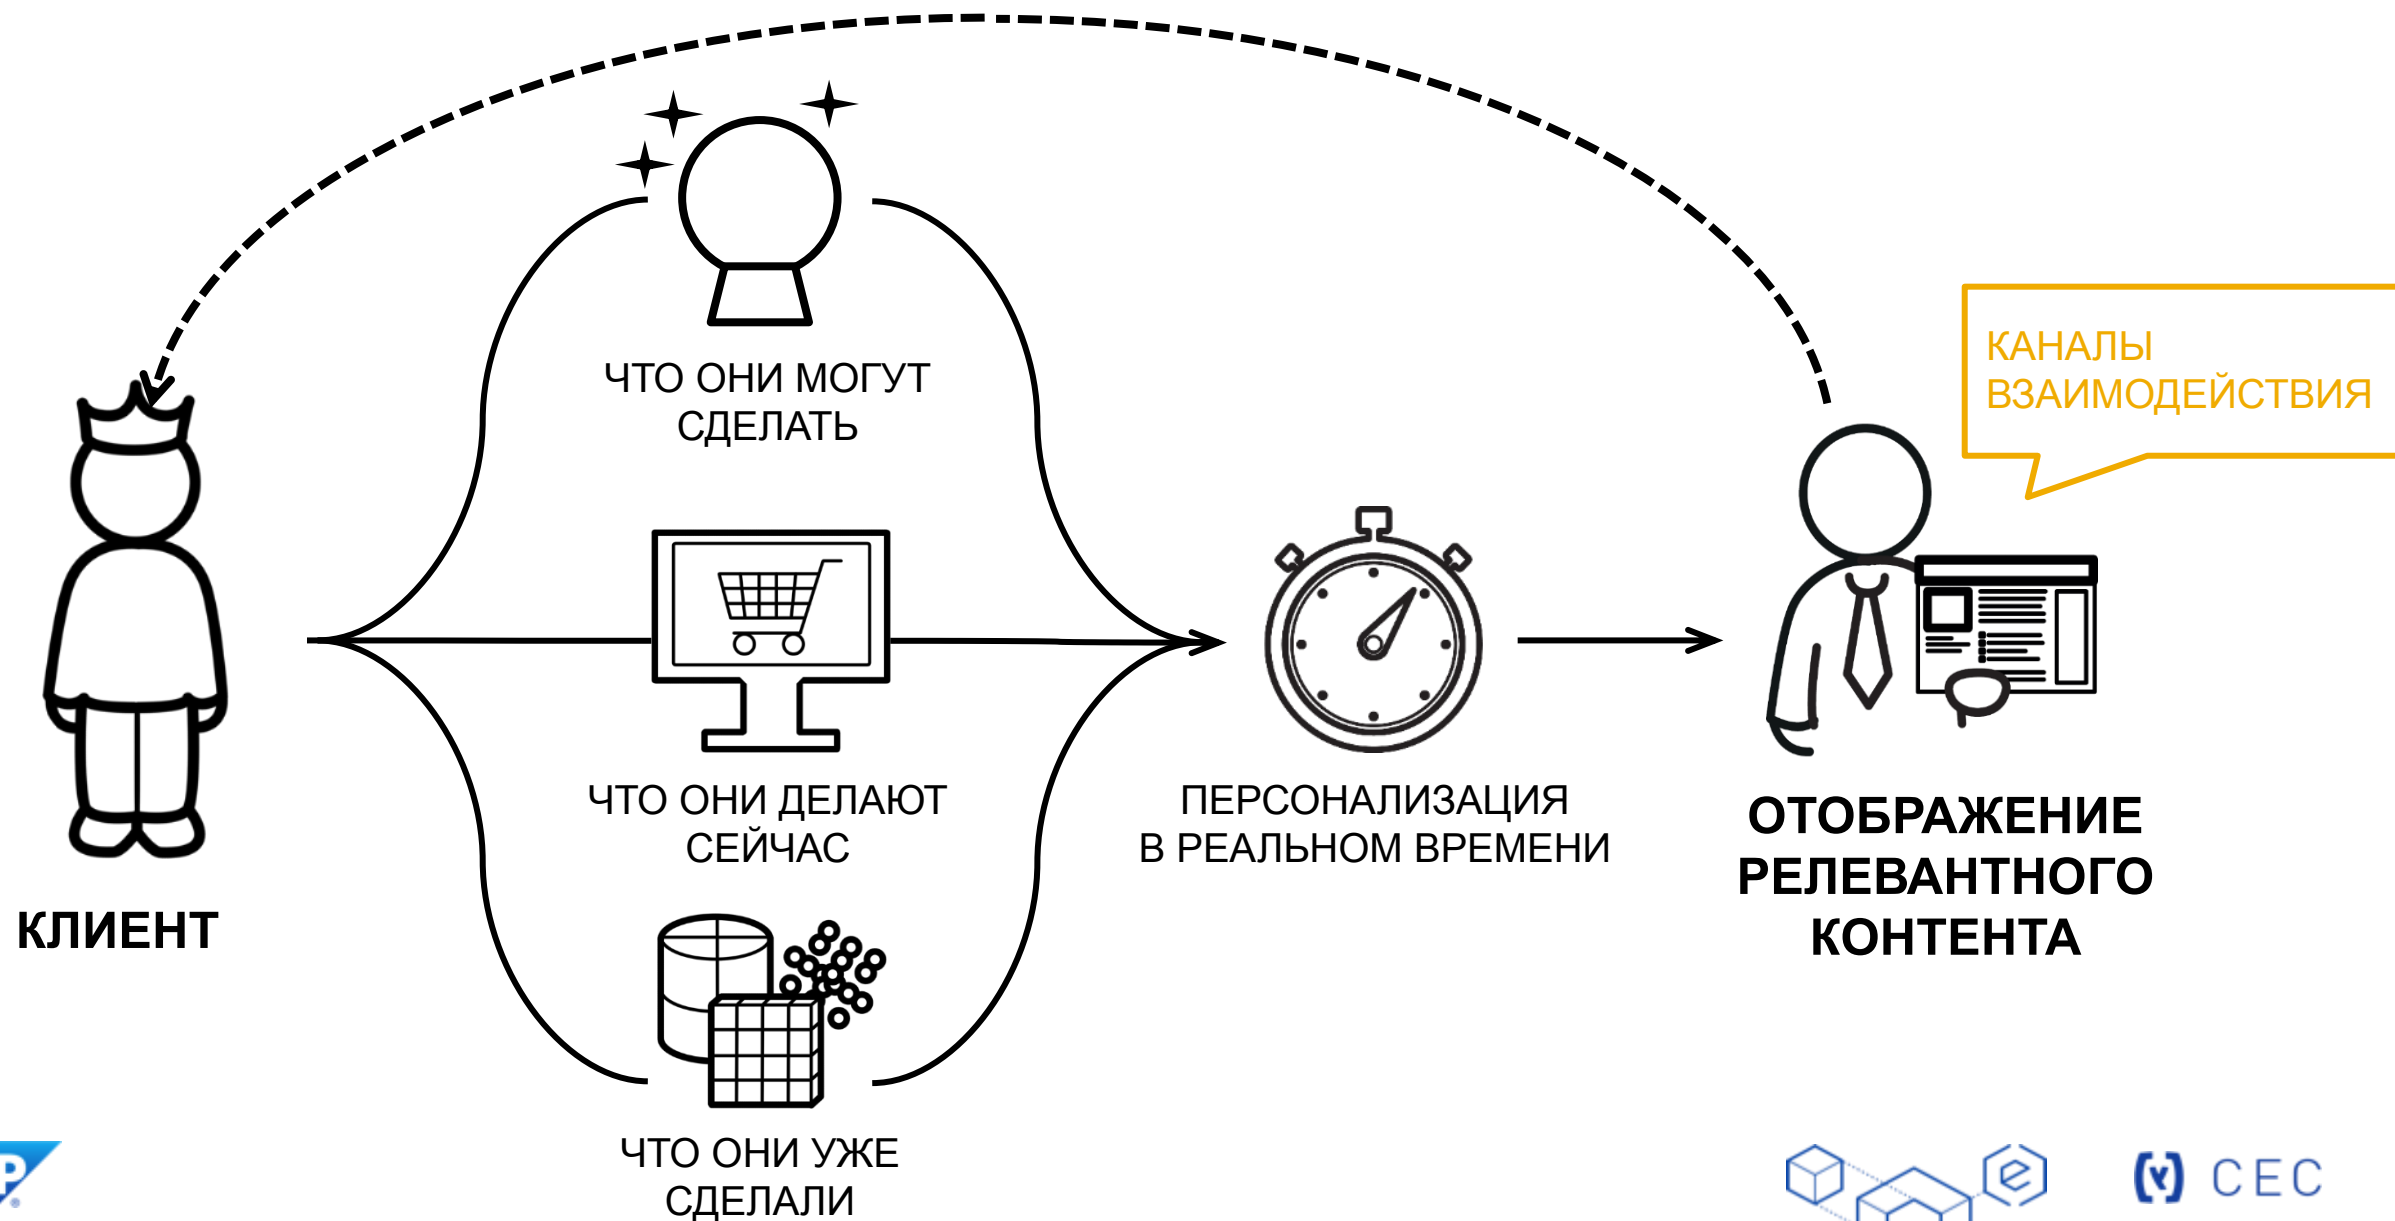 ЧТО ОНИ МОГУТ
СДЕЛАТЬ
КАНАЛЫ
ВЗАИМОДЕЙСТВИЯ
ЧТО ОНИ ДЕЛАЮТ
СЕЙЧАС
ПЕРСОНАЛИЗАЦИЯ
В РЕАЛЬНОМ ВРЕМЕНИ
ОТОБРАЖЕНИЕ
РЕЛЕВАНТНОГО
КОНТЕНТА
КЛИЕНТ
ЧТО ОНИ УЖЕ
СДЕЛАЛИ
CEC